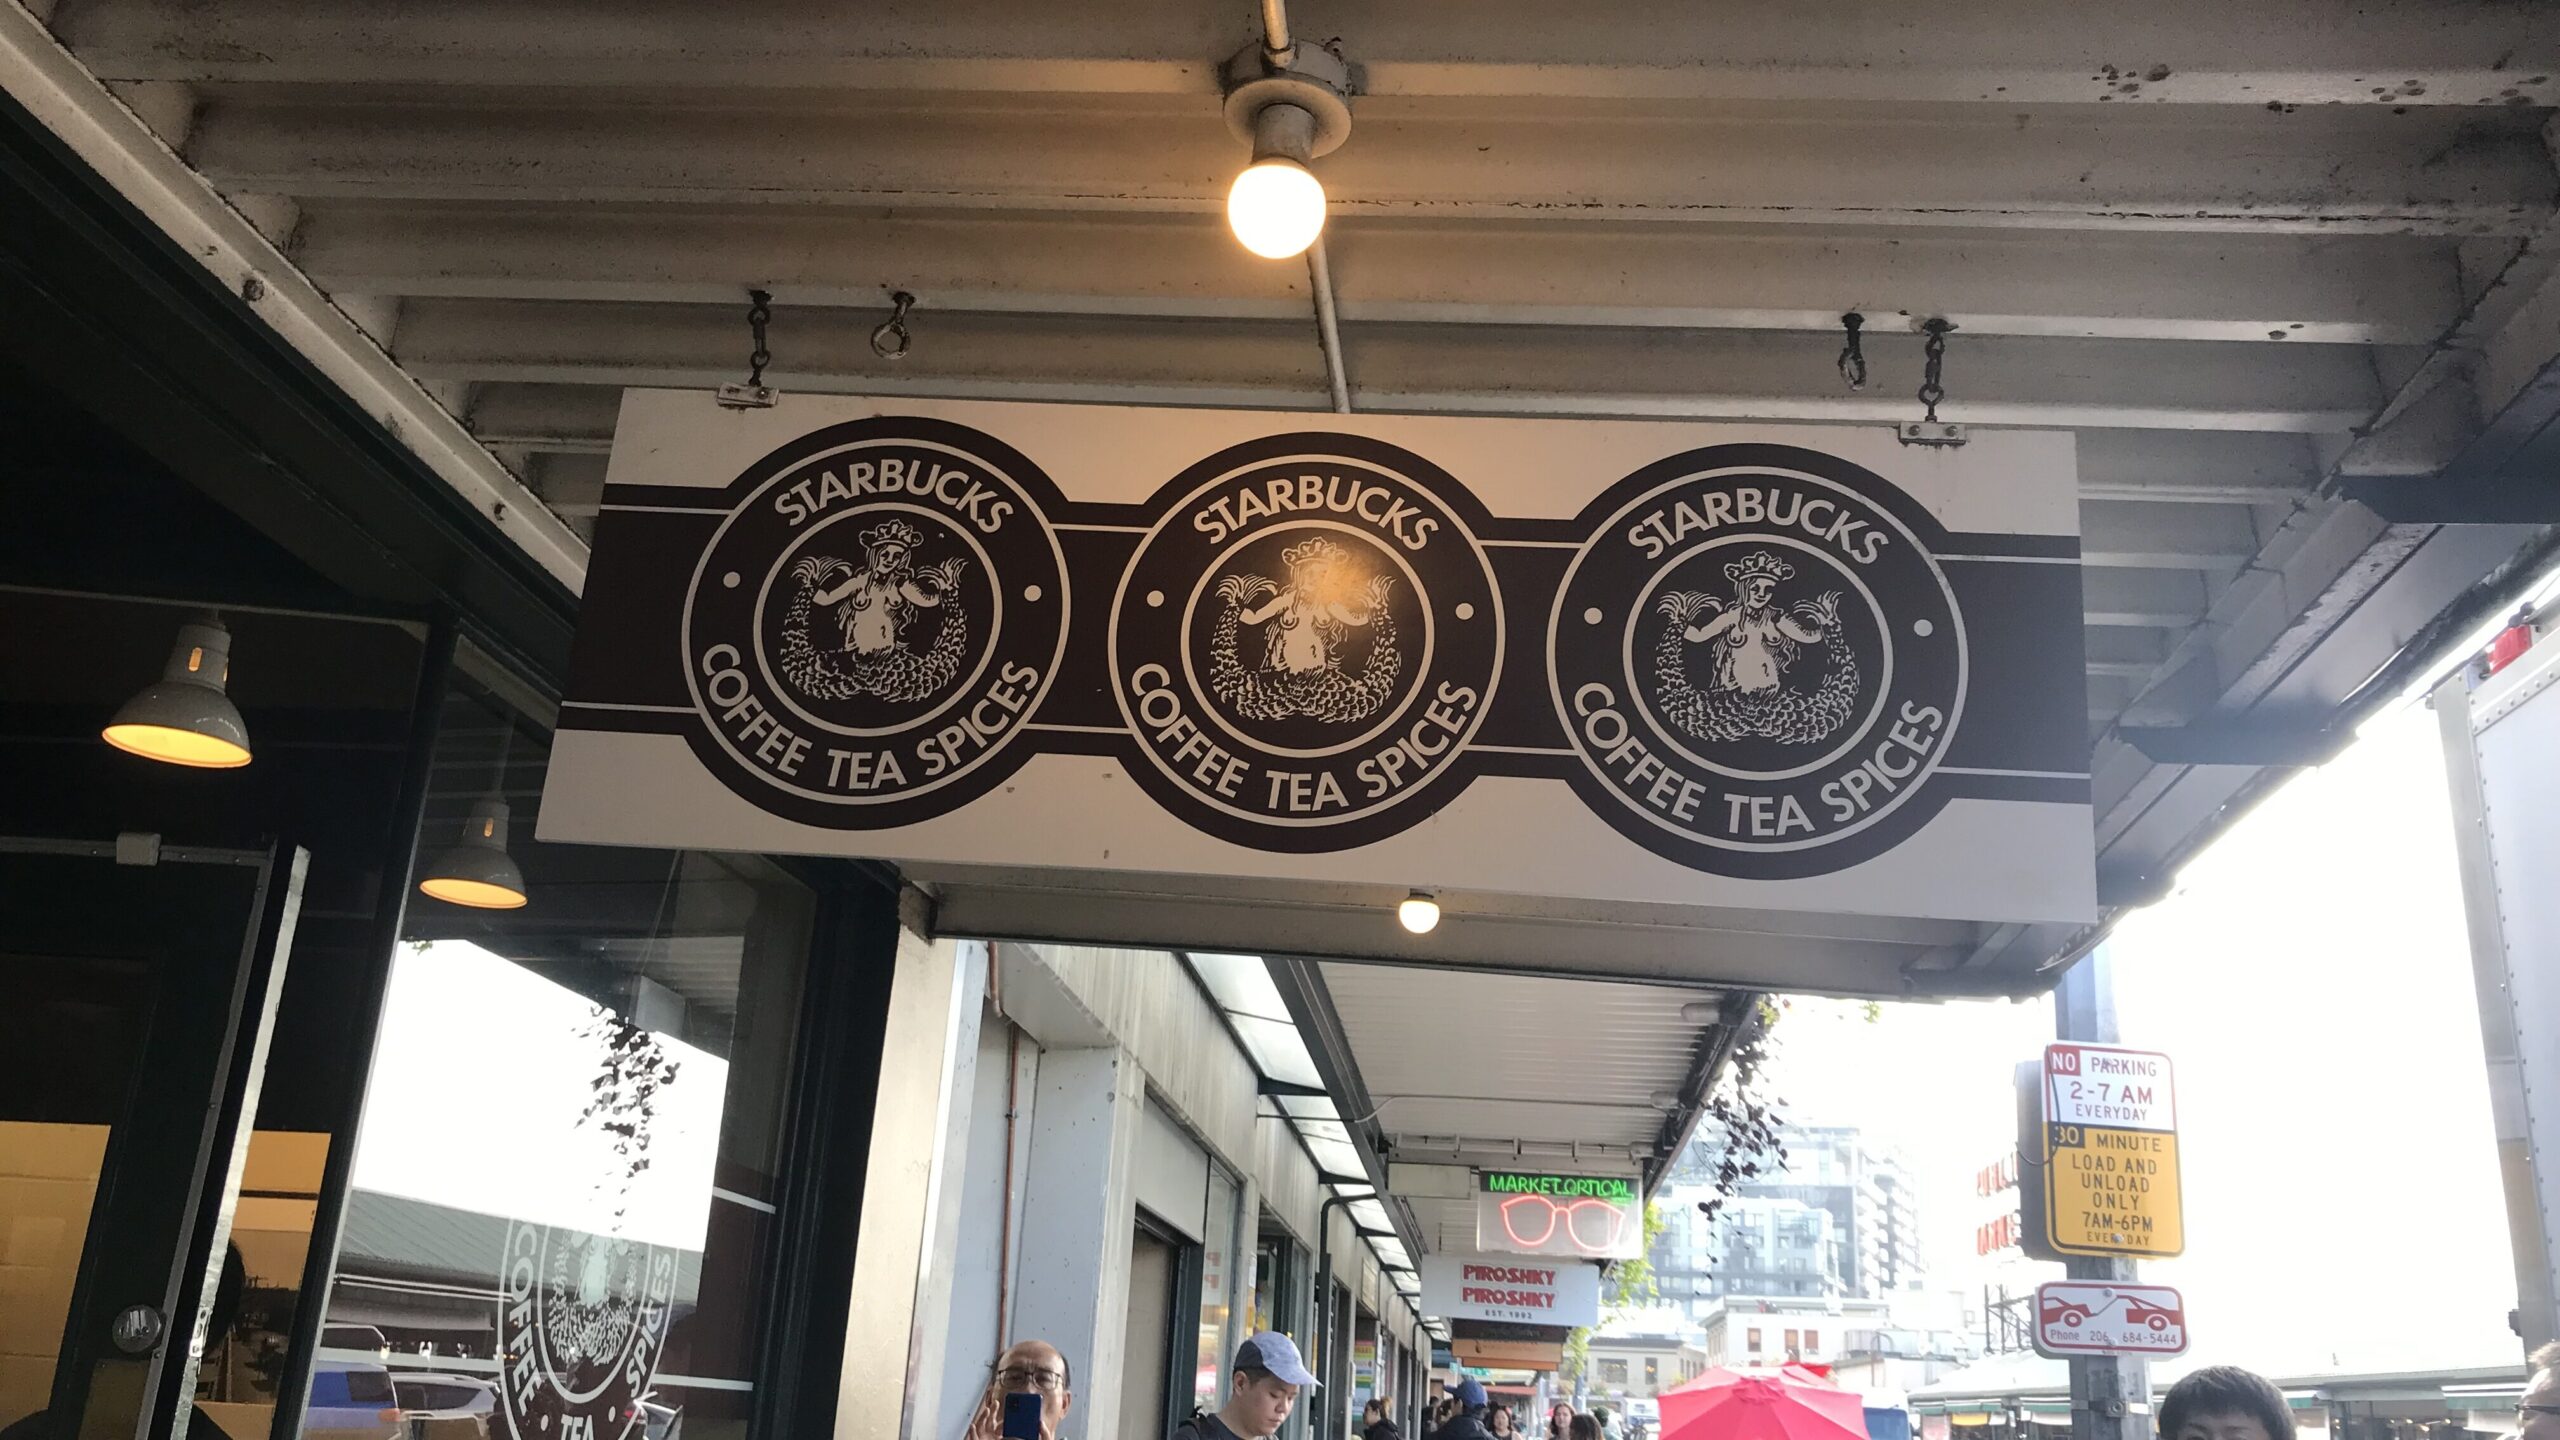 STARBUCKS
COFFEE TEA SPICES
STARBUCKS
COFFEE TEA SPICES
STARBUCKS
COFFEE TEA SPICES
COFFEE • TEA • SPICES
MARKET OPTICAL
PIROSHKY
PIROSHKY
EST. 1992
NO PARKING
2-7 AM
EVERYDAY
30 MINUTE
LOAD AND
UNLOAD
ONLY
7AM-6PM
EVERYDAY
Phone 206 684-5444